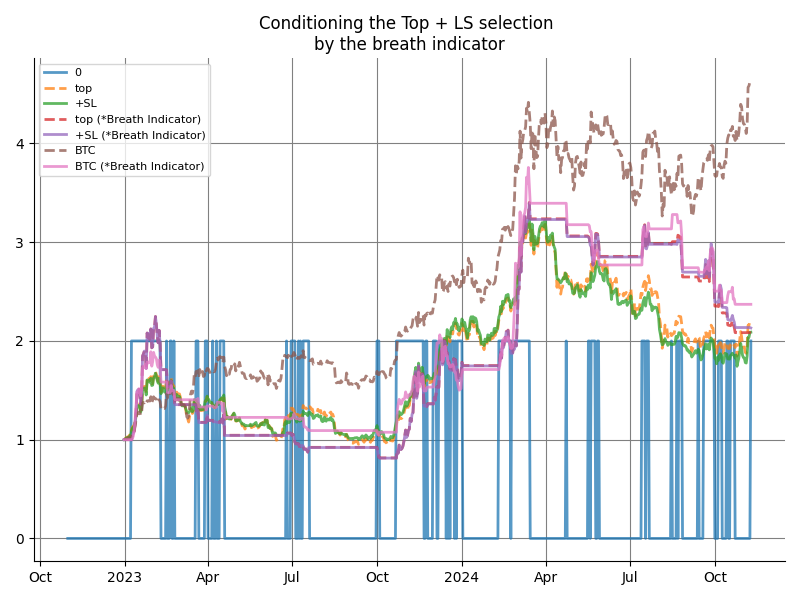 Conditioning the Top + LS selection
by the breath indicator
0
top
+SL
top (*Breath Indicator)
+SL (*Breath Indicator)
BTC
BTC (*Breath Indicator)
4
3
2
1
0
Oct 2023 Apr Jul Oct 2024 Apr Jul Oct